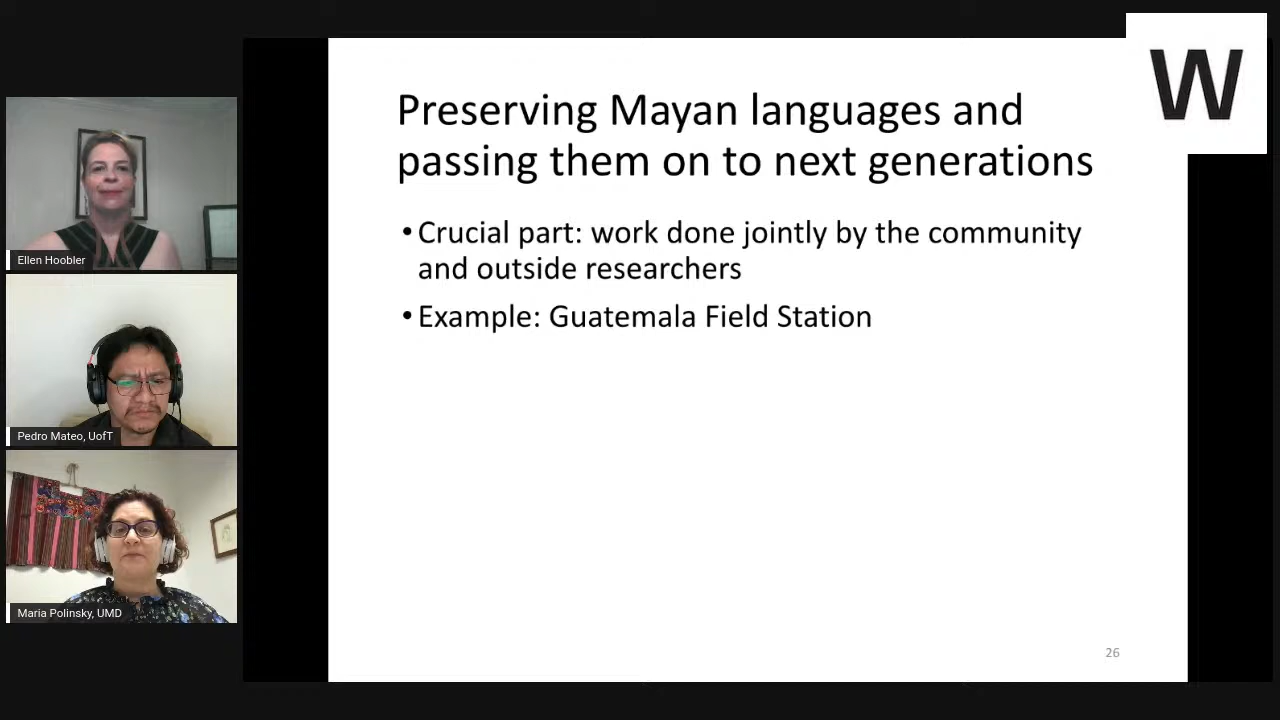 W
Preserving Mayan languages and
passing them on to next generations
•Crucial part: work done jointly by the community
and outside researchers
•Example: Guatemala Field Station
26
Ellen Hoobler
Pedro Mateo, UofT
Maria Polinsky, UMD